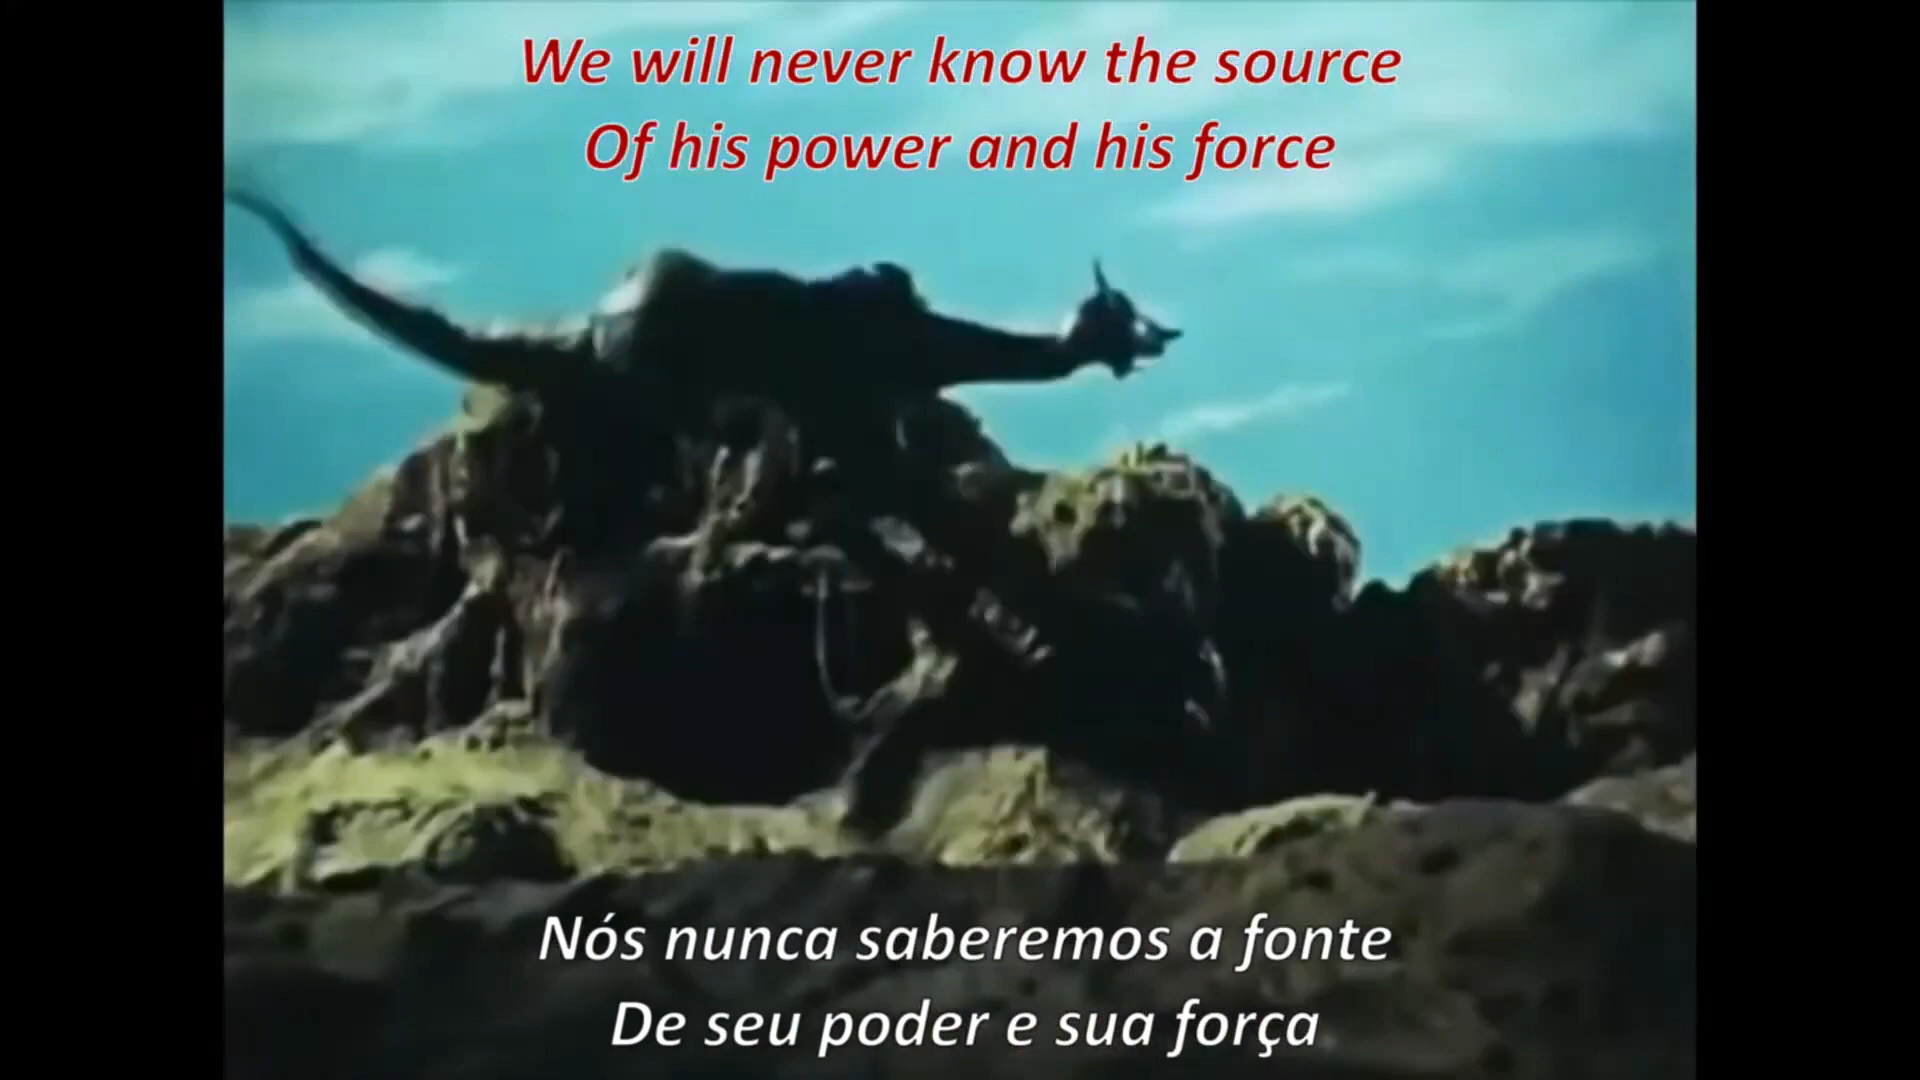 We will never know the source
Of his power and his force
Nós nunca saberemos a fonte
De seu poder e sua força